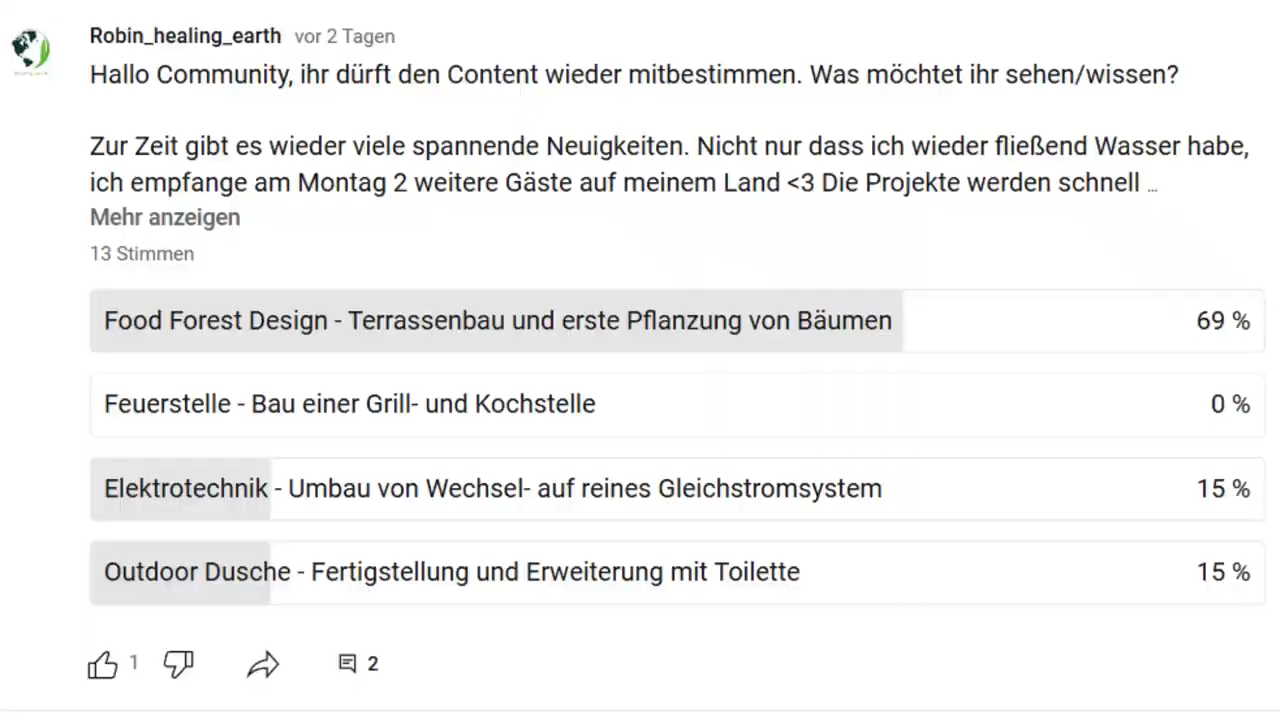 Robin_healing_earth vor 2 Tagen
Hallo Community, ihr dürft den Content wieder mitbestimmen. Was möchtet ihr sehen/wissen?
Zur Zeit gibt es wieder viele spannende Neuigkeiten. Nicht nur dass ich wieder fließend Wasser habe,
ich empfange am Montag 2 weitere Gäste auf meinem Land <3 Die Projekte werden schnell ...
Mehr anzeigen
13 Stimmen
Food Forest Design - Terrassenbau und erste Pflanzung von Bäumen 69 %
Feuerstelle - Bau einer Grill- und Kochstelle 0 %
Elektrotechnik - Umbau von Wechsel- auf reines Gleichstromsystem 15 %
Outdoor Dusche - Fertigstellung und Erweiterung mit Toilette 15 %
1 2